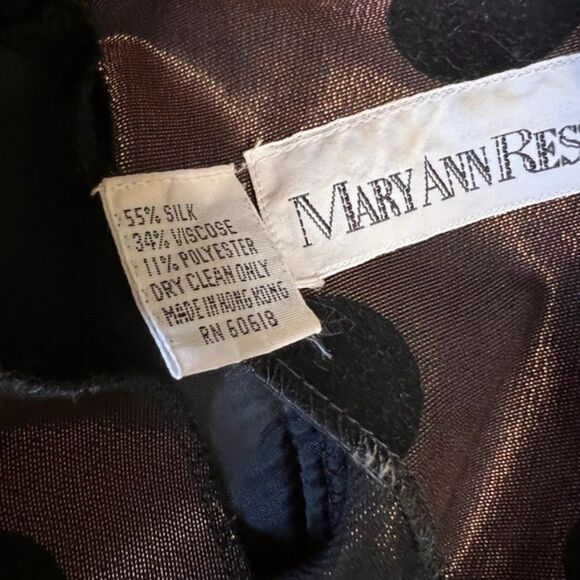 MARY ANN RES
55% SILK
34% VISCOSE
11% POLYESTER
DRY CLEAN ONLY
MADE IN HONG KONG
RN 60618